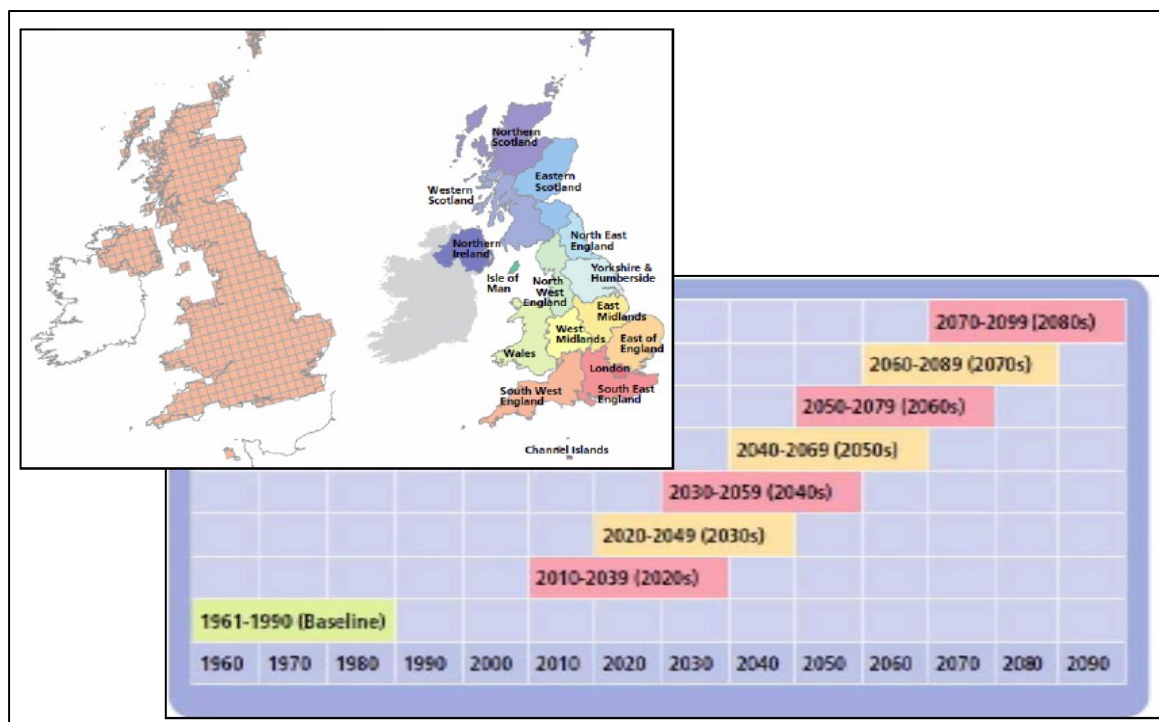 Northern
Scotland
Eastern
Scotland
Western
Scotland
North East
England
Northern
Ireland
Isle of
Man
Yorkshire &
Humberside
North
West
England
East
Midlands
West
Midlands
East of
England
Wales
London
South West
England
South East
England
Channel Islands
2070-2099 (2080s)
2060-2089 (2070s)
2050-2079 (2060s)
2040-2069 (2050s)
2030-2059 (2040s)
2020-2049 (2030s)
2010-2039 (2020s)
1961-1990 (Baseline)
1960 1970 1980 1990 2000 2010 2020 2030 2040 2050 2060 2070 2080 2090